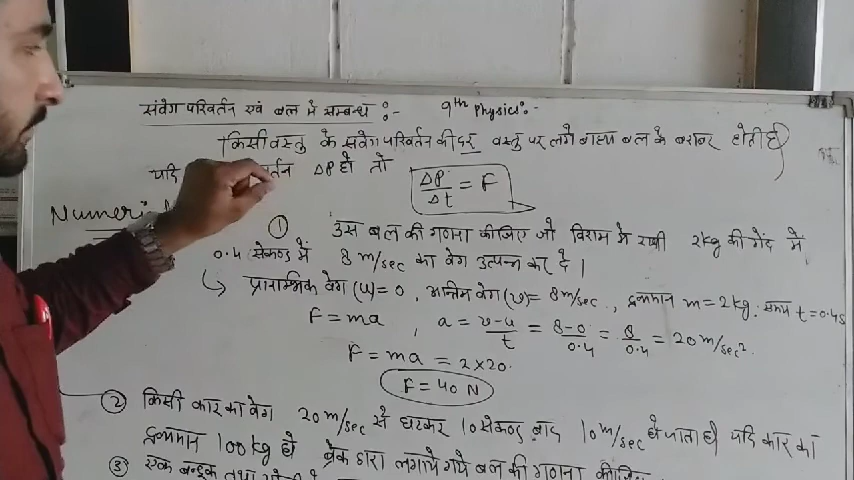 संवेग परिवर्तन एवं बल में सम्बन्ध :- 9th Physics :-
किसी वस्तु के संवेग परिवर्तन की दर वस्तु पर लगे बाह्य बल के बराबर होती है
यदि र्तन ΔP हो तो ΔP/Δt = F
Numeri
① उस बल की गणना कीजिए जो विराम में रखी 2kg की गेंद में
0.4 सेकण्ड में 8 m/sec का वेग उत्पन्न कर दे।
↳ प्रारम्भिक वेग (u) = 0, अन्तिम वेग (v) = 8 m/sec, द्रव्यमान m = 2kg. समय t = 0.4s
F = ma, a = v-u/t = 8-0/0.4 = 8/0.4 = 20 m/sec².
F = ma = 2×20.
F = 40 N
② किसी कार का वेग 20 m/sec से घटकर 10 सेकण्ड बाद 10 m/sec हो जाता है यदि कार का
द्रव्यमान 100 kg हो ब्रेक द्वारा लगाये गये बल की गणना कीजिए
③ एक बन्दूक तथा